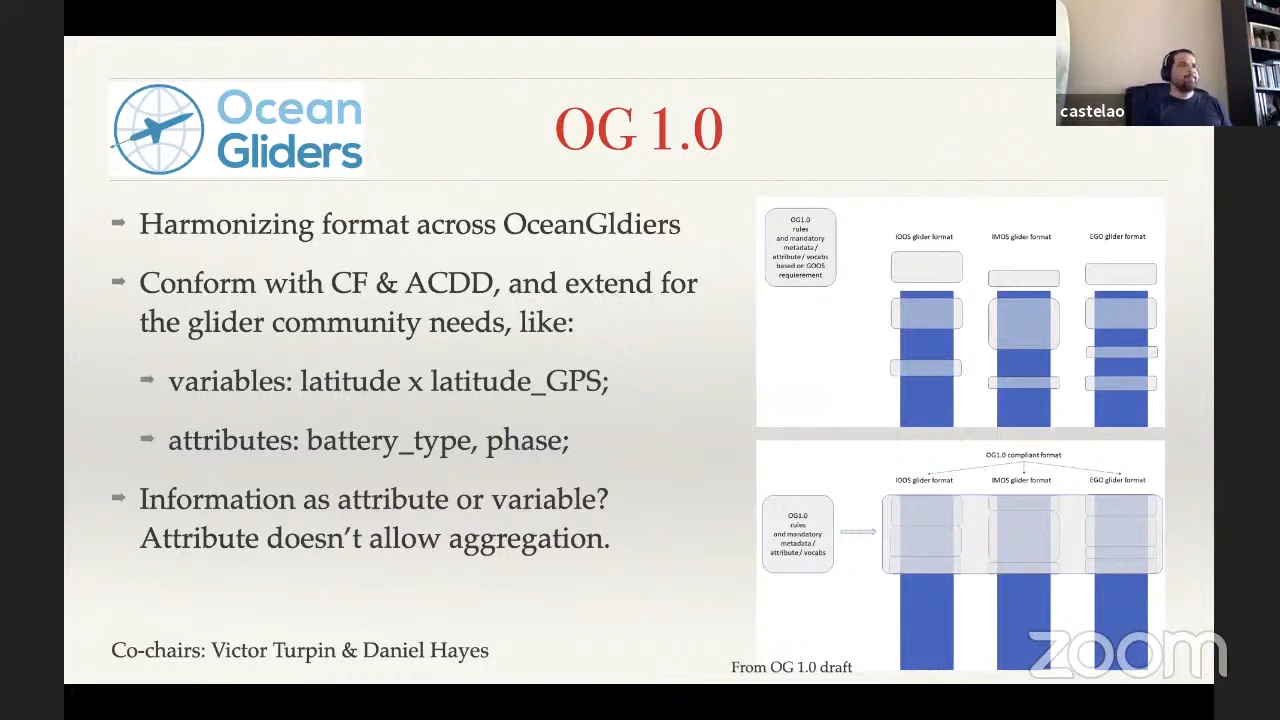 castelao
Ocean
Gliders
OG 1.0
Harmonizing format across OceanGldiers
Conform with CF & ACDD, and extend for
the glider community needs, like:
variables: latitude x latitude_GPS;
attributes: battery_type, phase;
Information as attribute or variable?
Attribute doesn't allow aggregation.
Co-chairs: Victor Turpin & Daniel Hayes
OG1.0
rules
and mandatory
metadata /
attribute / vocabs
based on GOOS
requierement
IOOS glider format
IMOS glider format
EGO glider format
OG1.0 compliant format
IOOS glider format
IMOS glider format
EGO glider format
OG1.0
rules
and mandatory
metadata /
attribute / vocabs
From OG 1.0 draft
zoom